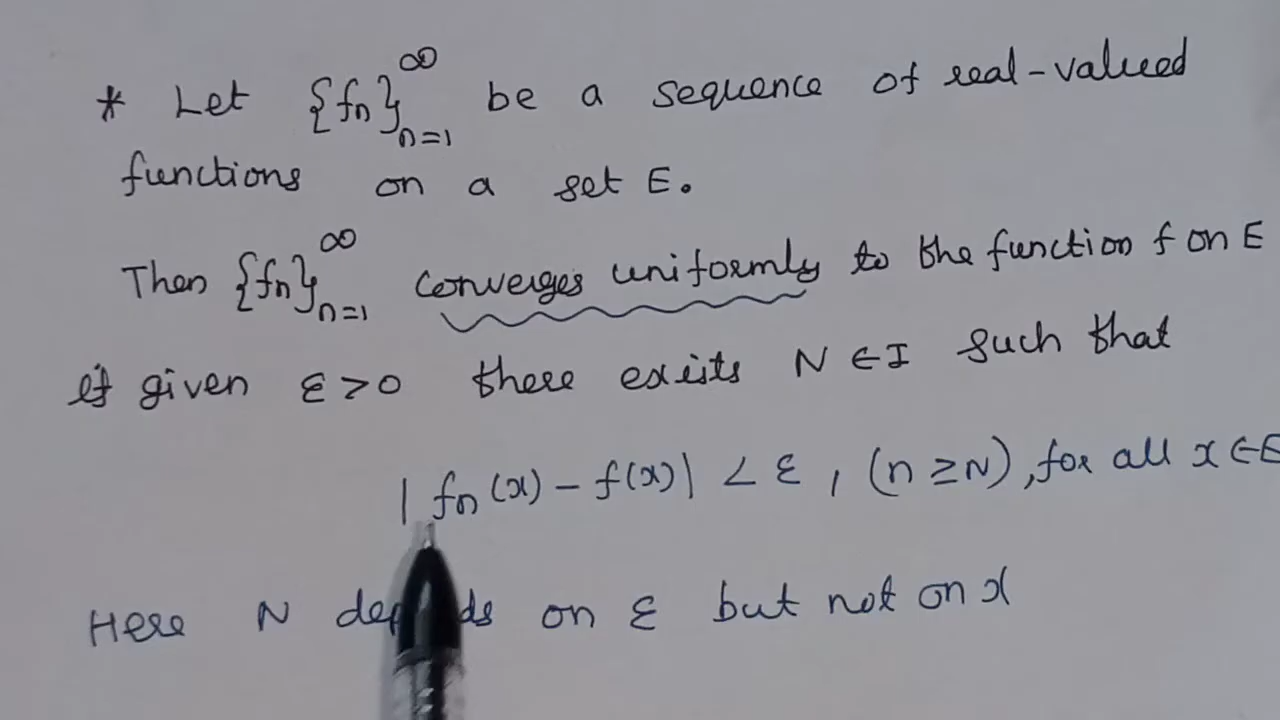 * Let {fn}∞n=1 be a sequence of real-valued
functions on a set E.
Then {fn}∞n=1 converges uniformly to the function f on E
if given ε > 0 there exists N ∈ I such that
| fn(x) - f(x)| < ε, (n ≥ N), for all x ∈ E
Here N depends on ε but not on x